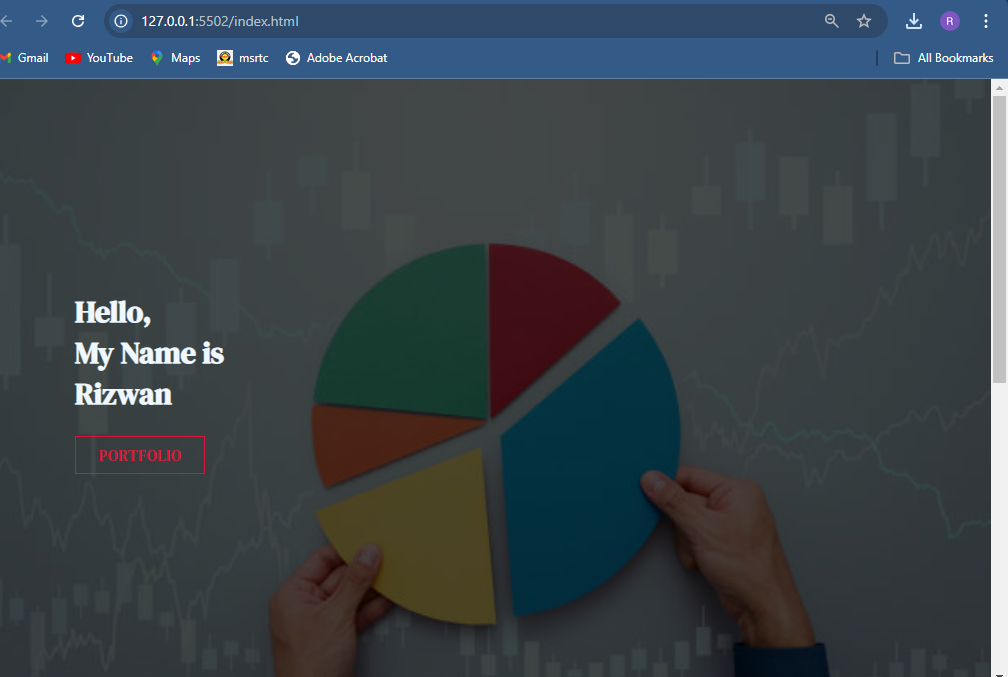 127.0.0.1:5502/index.html
R
Gmail
YouTube
Maps
msrtc
Adobe Acrobat
All Bookmarks
Hello,
My Name is
Rizwan
PORTFOLIO